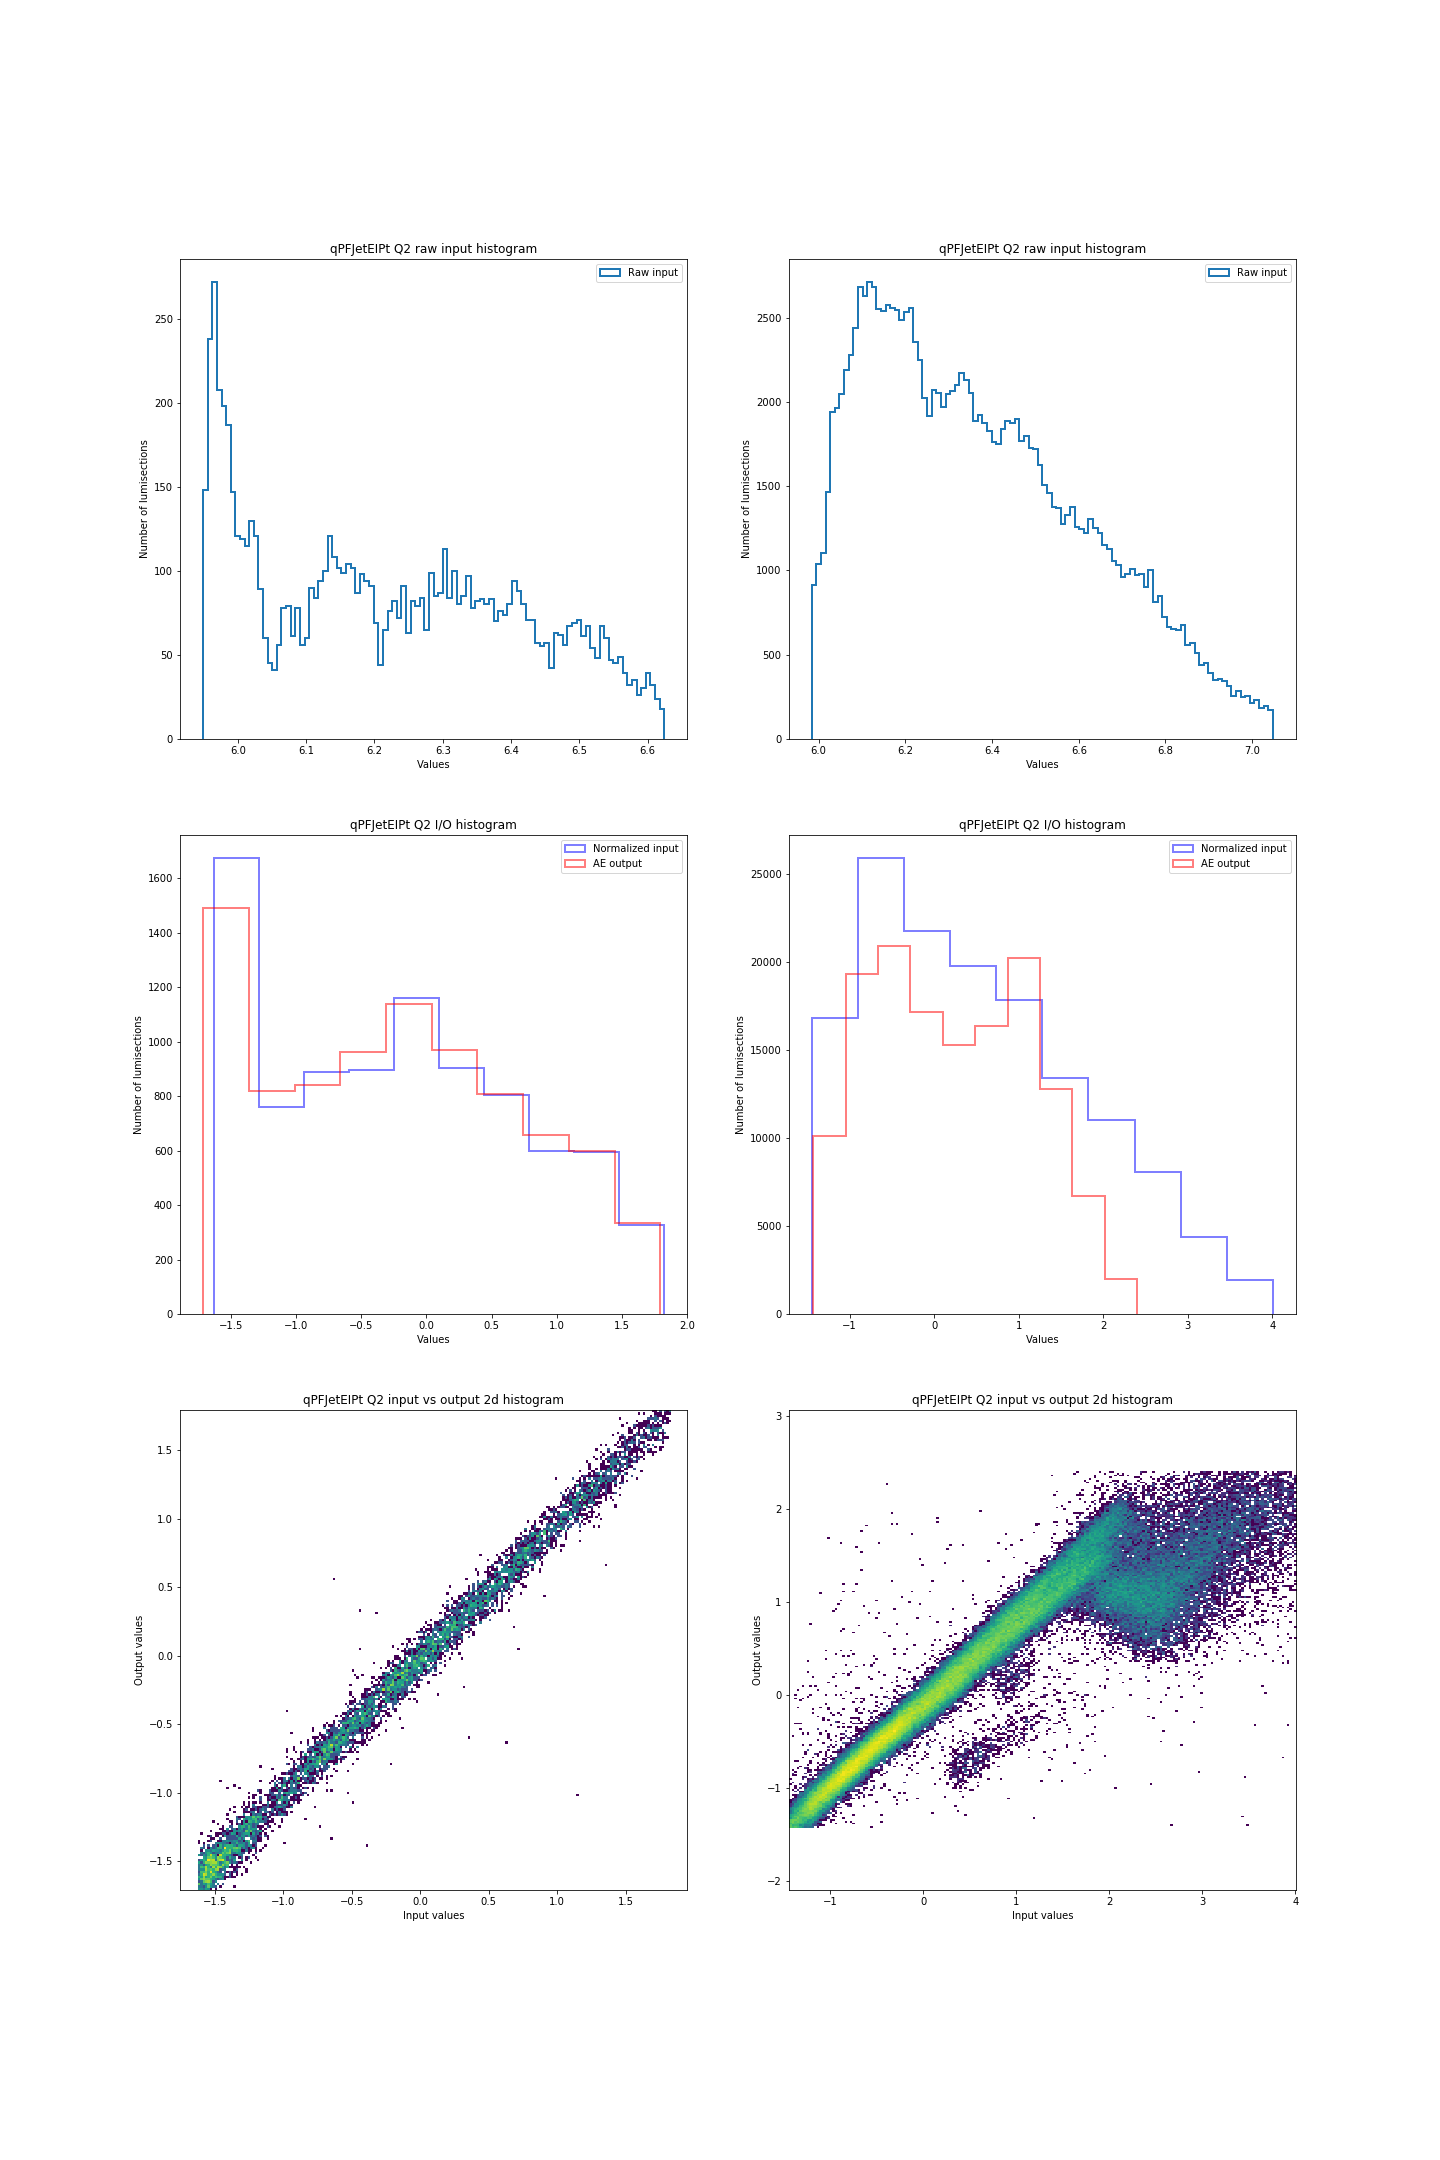 qPFJetEIPt Q2 raw input histogram
Raw input
Number of lumisections
250
200
150
100
50
0
6.0 6.1 6.2 6.3 6.4 6.5 6.6
Values
qPFJetEIPt Q2 raw input histogram
Raw input
Number of lumisections
2500
2000
1500
1000
500
0
6.0 6.2 6.4 6.6 6.8 7.0
Values
qPFJetEIPt Q2 I/O histogram
Normalized input
AE output
Number of lumisections
1600
1400
1200
1000
800
600
400
200
0
−1.5 −1.0 −0.5 0.0 0.5 1.0 1.5 2.0
Values
qPFJetEIPt Q2 I/O histogram
Normalized input
AE output
Number of lumisections
25000
20000
15000
10000
5000
0
−1 0 1 2 3 4
Values
qPFJetEIPt Q2 input vs output 2d histogram
Output values
1.5
1.0
0.5
0.0
−0.5
−1.0
−1.5
−1.5 −1.0 −0.5 0.0 0.5 1.0 1.5
Input values
qPFJetEIPt Q2 input vs output 2d histogram
Output values
3
2
1
0
−1
−2
−1 0 1 2 3 4
Input values